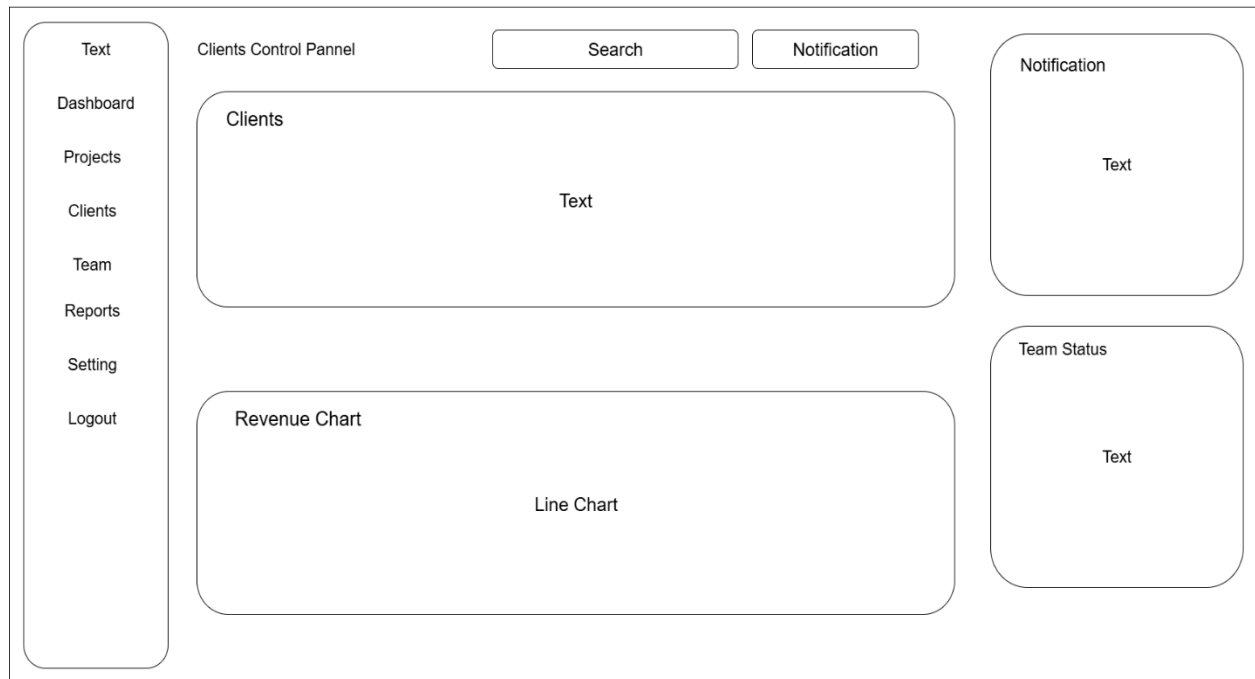 Text
Dashboard
Projects
Clients
Team
Reports
Setting
Logout
Clients Control Pannel
Search
Notification
Clients
Text
Revenue Chart
Line Chart
Notification
Text
Team Status
Text